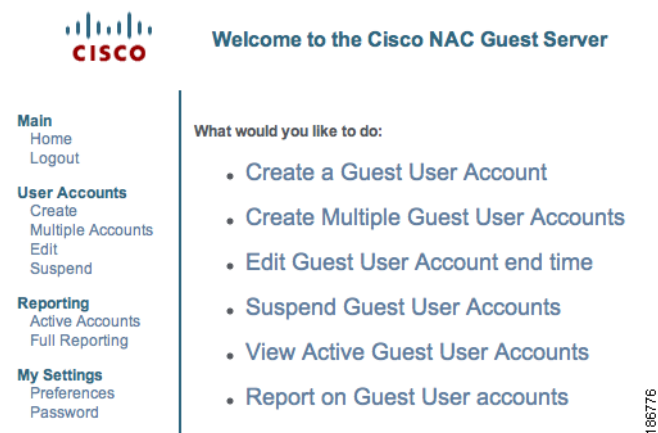 CISCO
Welcome to the Cisco NAC Guest Server
Main
Home
Logout
User Accounts
Create
Multiple Accounts
Edit
Suspend
Reporting
Active Accounts
Full Reporting
My Settings
Preferences
Password
What would you like to do:
• Create a Guest User Account
• Create Multiple Guest User Accounts
• Edit Guest User Account end time
• Suspend Guest User Accounts
• View Active Guest User Accounts
• Report on Guest User accounts
186776